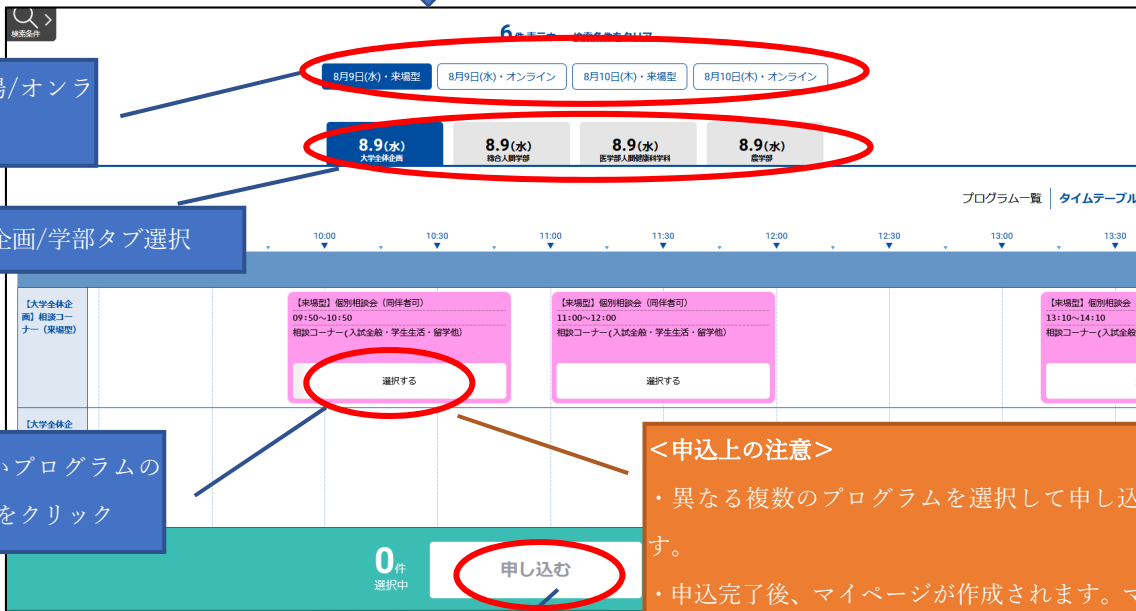 検索条件
6件表示中 検索条件をクリア
8月9日(水)・来場型 8月9日(水)・オンライン 8月10日(木)・来場型 8月10日(木)・オンライン
場/オンラ
8.9(水) 8.9(水) 8.9(水) 8.9(水)
大学全体企画 総合人間学部 医学部人間健康科学科 農学部
プログラム一覧 タイムテーブル
企画/学部タブ選択
10:00 10:30 11:00 11:30 12:00 12:30 13:00 13:30
【大学全体企
画】相談コー
ナー（来場型）
【来場型】個別相談会（同伴者可）
09:50～10:50
相談コーナー(入試全般・学生生活・留学他)
選択する
【来場型】個別相談会（同伴者可）
11:00～12:00
相談コーナー(入試全般・学生生活・留学他)
選択する
【来場型】個別相談会
13:10～14:10
相談コーナー(入試全般
【大学全体企
いプログラムの
をクリック
＜申込上の注意＞
・異なる複数のプログラムを選択して申し込
す。
・申込完了後、マイページが作成されます。マ
0件
選択中
申し込む